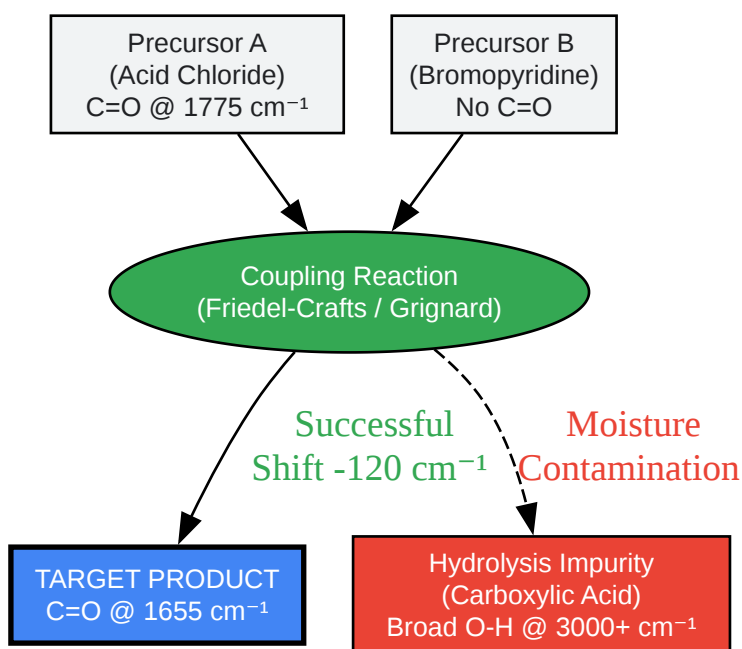 Precursor A
(Acid Chloride)
C=O @ 1775 cm⁻¹
Precursor B
(Bromopyridine)
No C=O
Coupling Reaction
(Friedel-Crafts / Grignard)
Successful
Shift -120 cm⁻¹
Moisture
Contamination
TARGET PRODUCT
C=O @ 1655 cm⁻¹
Hydrolysis Impurity
(Carboxylic Acid)
Broad O-H @ 3000+ cm⁻¹